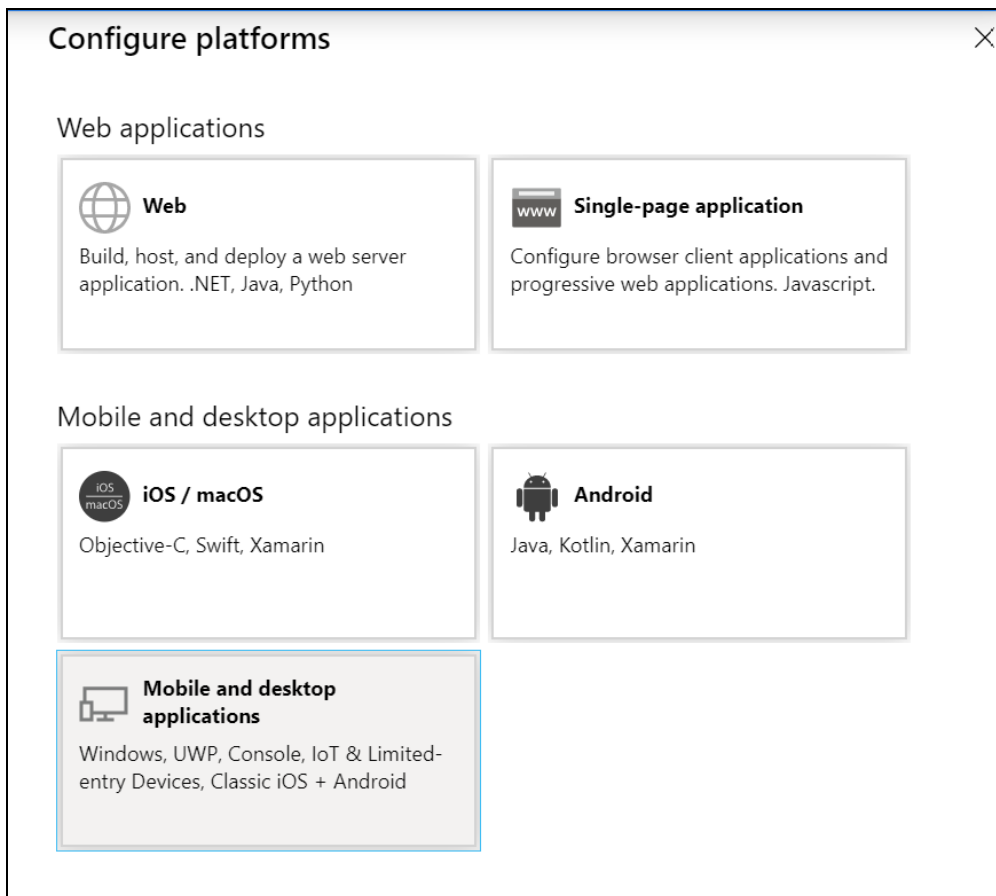 Configure platforms
Web applications
Web
Build, host, and deploy a web server
application. .NET, Java, Python
www
Single-page application
Configure browser client applications and
progressive web applications. Javascript.
Mobile and desktop applications
iOS
macOS
iOS / macOS
Objective-C, Swift, Xamarin
Android
Java, Kotlin, Xamarin
Mobile and desktop
applications
Windows, UWP, Console, IoT & Limited-
entry Devices, Classic iOS + Android